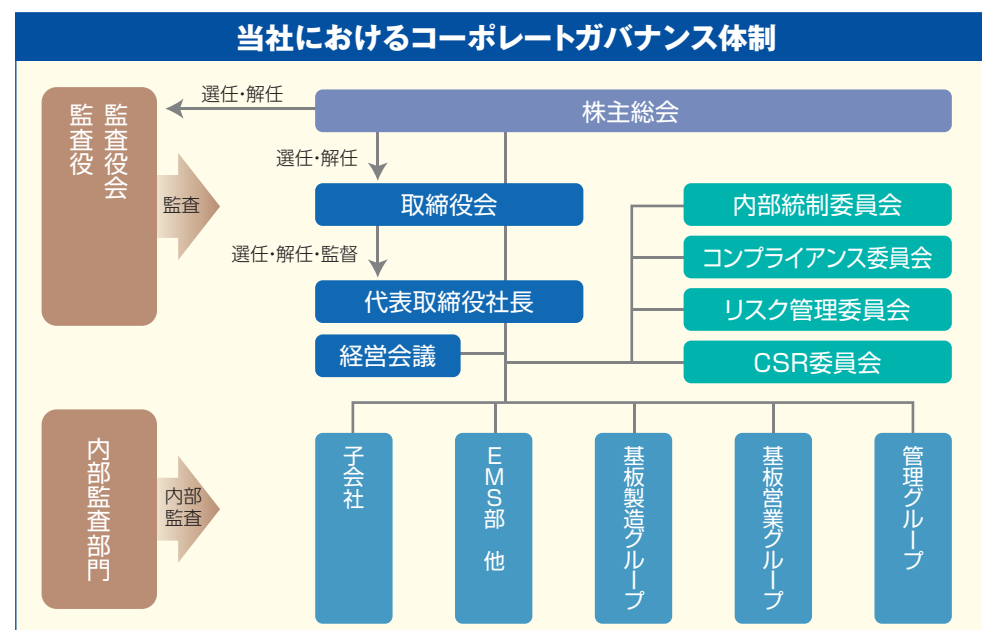 当社におけるコーポレートガバナンス体制
選任・解任
株主総会
監査役会
監査役
選任・解任
監査
取締役会
内部統制委員会
選任・解任・監督
コンプライアンス委員会
代表取締役社長
リスク管理委員会
経営会議
CSR委員会
内部監査部門
内部
監査
子会社
EMS部 他
基板製造グループ
基板営業グループ
管理グループ